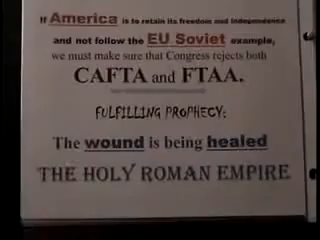 " America is to retain its freedom and independence
and not follow the EU Soviet example,
we must make sure that Congress rejects both
CAFTA and FTAA.
FULFILLING PROPHECY:
The wound is being healed
THE HOLY ROMAN EMPIRE